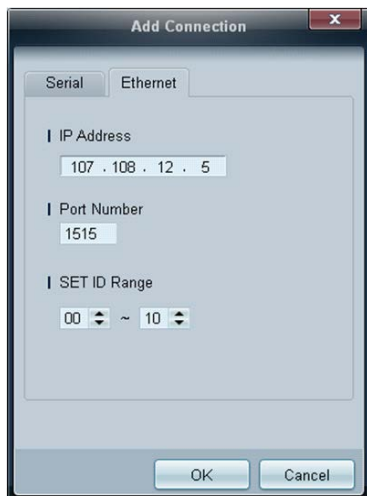 Add Connection
x
Serial Ethernet
IP Address
107 . 108 . 12 . 5
Port Number
1515
SET ID Range
00 ~ 10
OK Cancel